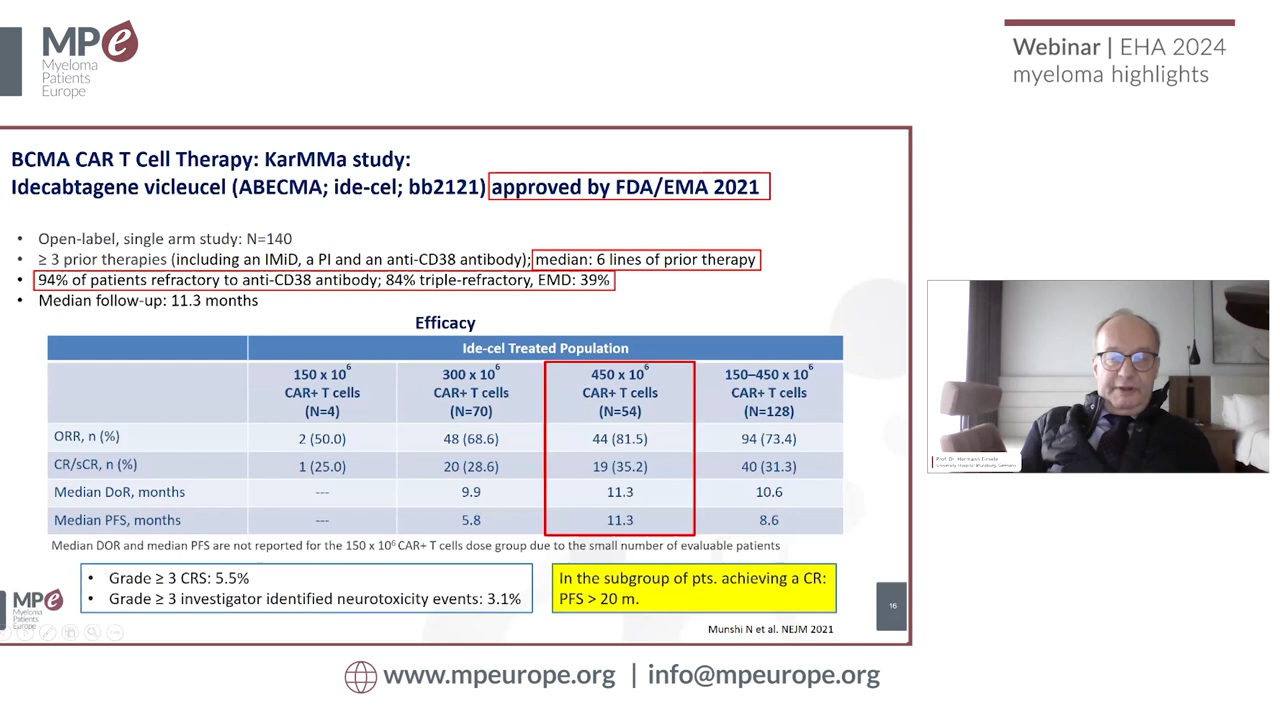 MPe
Myeloma
Patients
Europe
Webinar | EHA 2024
myeloma highlights
BCMA CAR T Cell Therapy: KarMMa study:
Idecabtagene vicleucel (ABECMA; ide-cel; bb2121) approved by FDA/EMA 2021
• Open-label, single arm study: N=140
• ≥ 3 prior therapies (including an IMiD, a PI and an anti-CD38 antibody); median: 6 lines of prior therapy
• 94% of patients refractory to anti-CD38 antibody; 84% triple-refractory, EMD: 39%
• Median follow-up: 11.3 months
Efficacy
Ide-cel Treated Population
150 x 10⁶ CAR+ T cells (N=4) 300 x 10⁶ CAR+ T cells (N=70) 450 x 10⁶ CAR+ T cells (N=54) 150–450 x 10⁶ CAR+ T cells (N=128)
ORR, n (%) 2 (50.0) 48 (68.6) 44 (81.5) 94 (73.4)
CR/sCR, n (%) 1 (25.0) 20 (28.6) 19 (35.2) 40 (31.3)
Median DoR, months --- 9.9 11.3 10.6
Median PFS, months --- 5.8 11.3 8.6
Median DOR and median PFS are not reported for the 150 x 10⁶ CAR+ T cells dose group due to the small number of evaluable patients
• Grade ≥ 3 CRS: 5.5%
• Grade ≥ 3 investigator identified neurotoxicity events: 3.1%
In the subgroup of pts. achieving a CR:
PFS > 20 m.
MPe
Myeloma
Patients
Europe
16
Munshi N et al. NEJM 2021
Prof. Dr. Hermann Einsele
University Hospital Würzburg, Germany
www.mpeurope.org | info@mpeurope.org